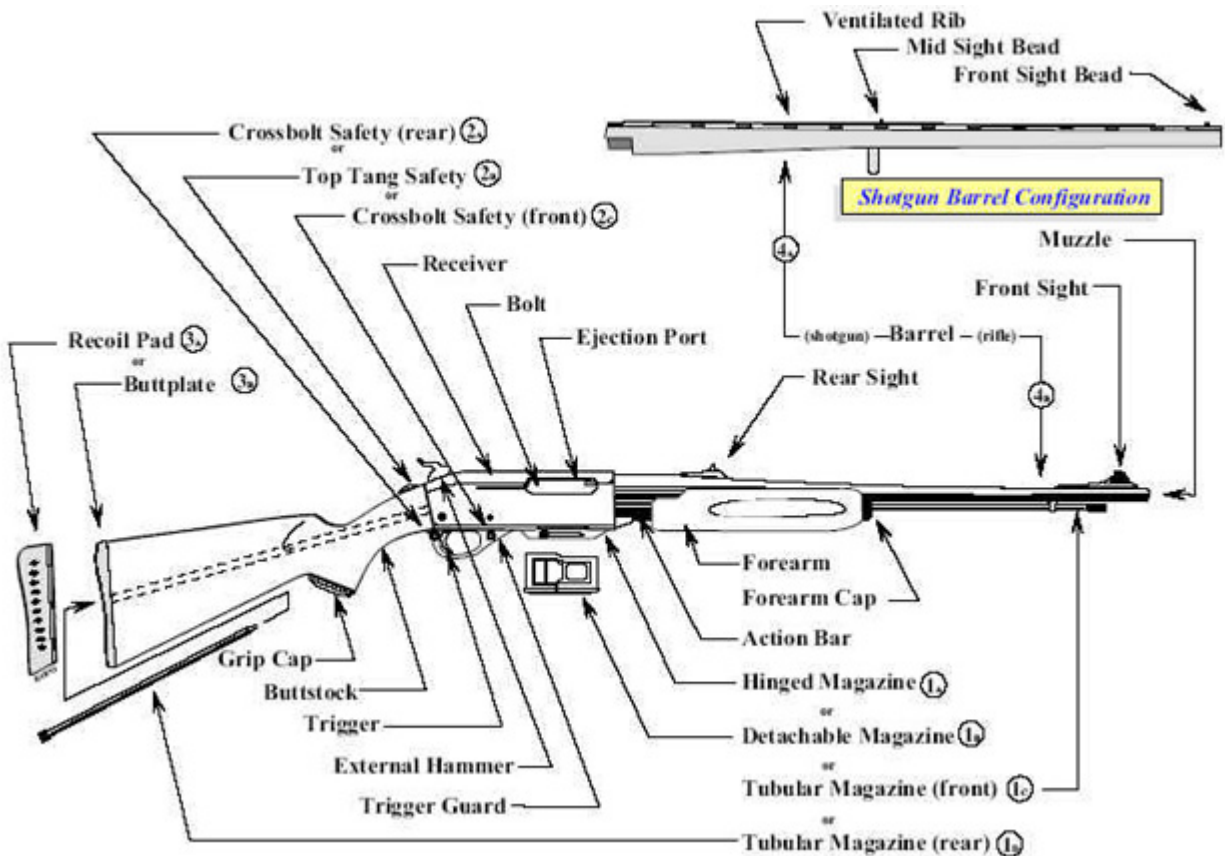 Ventilated Rib
Mid Sight Bead
Front Sight Bead
Crossbolt Safety (rear) 2A
or
Top Tang Safety 2B
or
Crossbolt Safety (front) 2C
Shotgun Barrel Configuration
Receiver
4A
Muzzle
Bolt
Front Sight
Recoil Pad 3A
or
Buttplate 3B
Ejection Port
(shotgun) Barrel (rifle)
Rear Sight
4B
Forearm
Forearm Cap
Grip Cap
Action Bar
Buttstock
Hinged Magazine 1A
or
Trigger
Detachable Magazine 1B
or
External Hammer
Tubular Magazine (front) 1C
or
Trigger Guard
Tubular Magazine (rear)